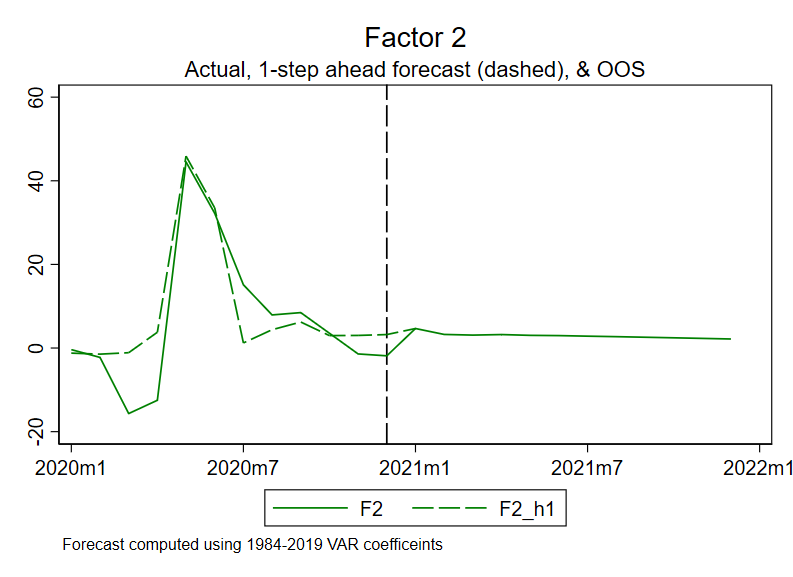 Factor 2
Actual, 1-step ahead forecast (dashed), & OOS
60
40
20
0
-20
2020m1 2020m7 2021m1 2021m7 2022m1
F2 F2_h1
Forecast computed using 1984-2019 VAR coefficeints